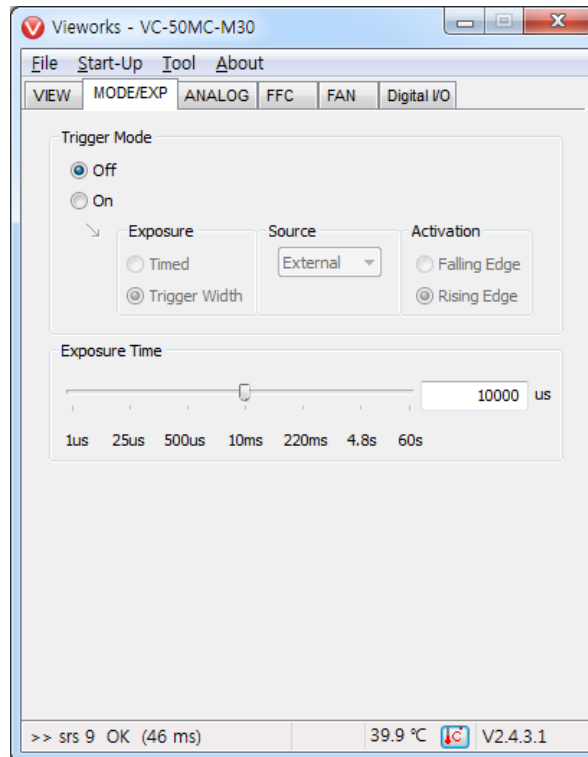 Vieworks - VC-50MC-M30
File Start-Up Tool About
VIEW MODE/EXP ANALOG FFC FAN Digital I/O
Trigger Mode
Off
On
Exposure Source Activation
Timed External Falling Edge
Trigger Width Rising Edge
Exposure Time
10000 us
1us 25us 500us 10ms 220ms 4.8s 60s
>> srs 9 OK (46 ms) 39.9 ℃ ℃ V2.4.3.1